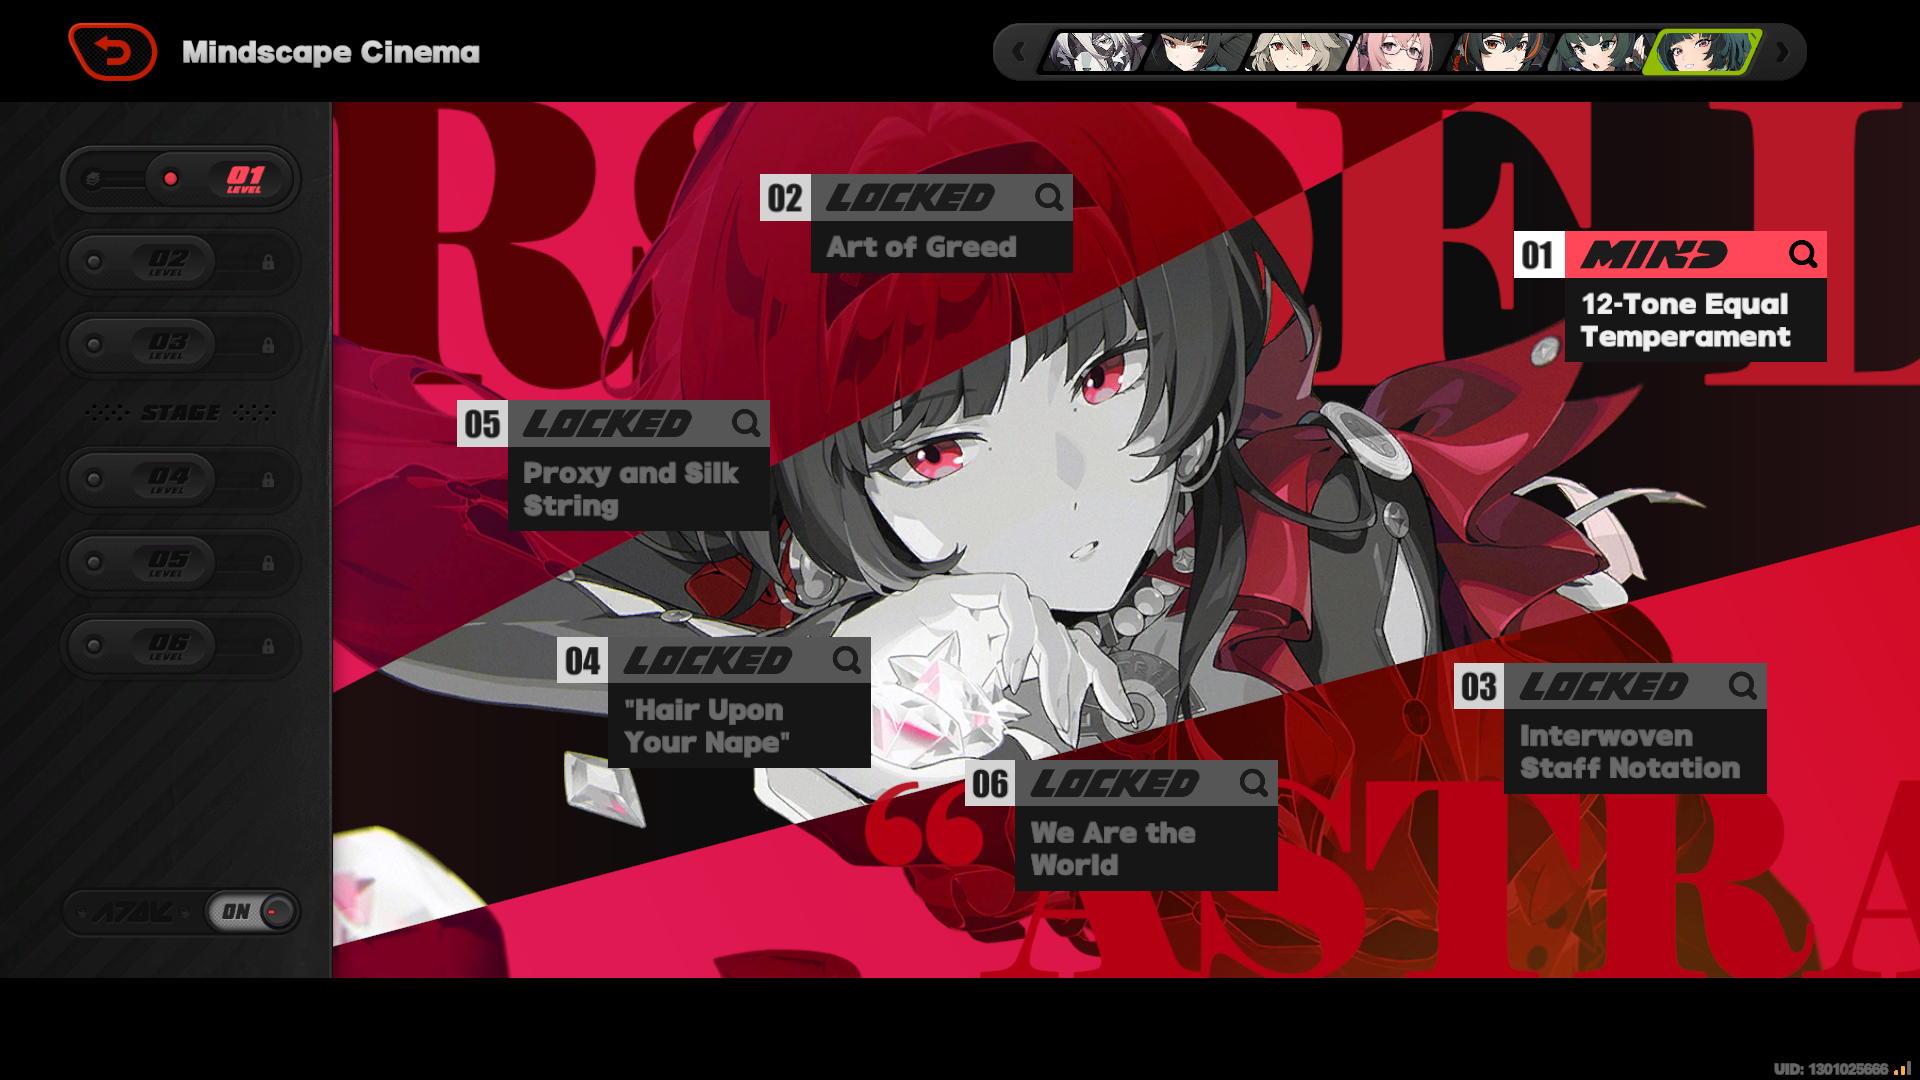 Mindscape Cinema
01
LEVEL
02
LEVEL
03
LEVEL
STAGE
04
LEVEL
05
LEVEL
06
LEVEL
ON
02 LOCKED
Art of Greed
01 MIND
12-Tone Equal
Temperament
05 LOCKED
Proxy and Silk
String
04 LOCKED
"Hair Upon
Your Nape"
03 LOCKED
Interwoven
Staff Notation
06 LOCKED
We Are the
World
“ASTRA
UID: 1301025666